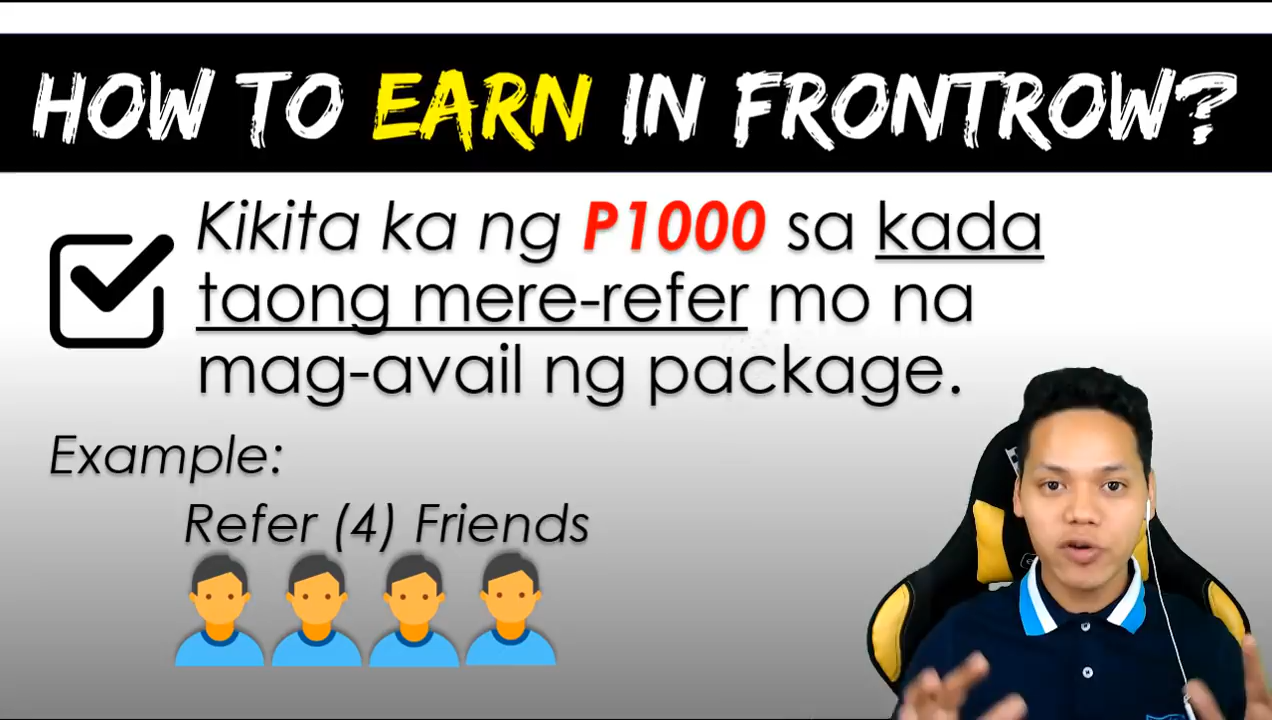 HOW TO EARN IN FRONTROW?
Kikita ka ng P1000 sa kada
taong mere-refer mo na
mag-avail ng package.
Example:
Refer (4) Friends